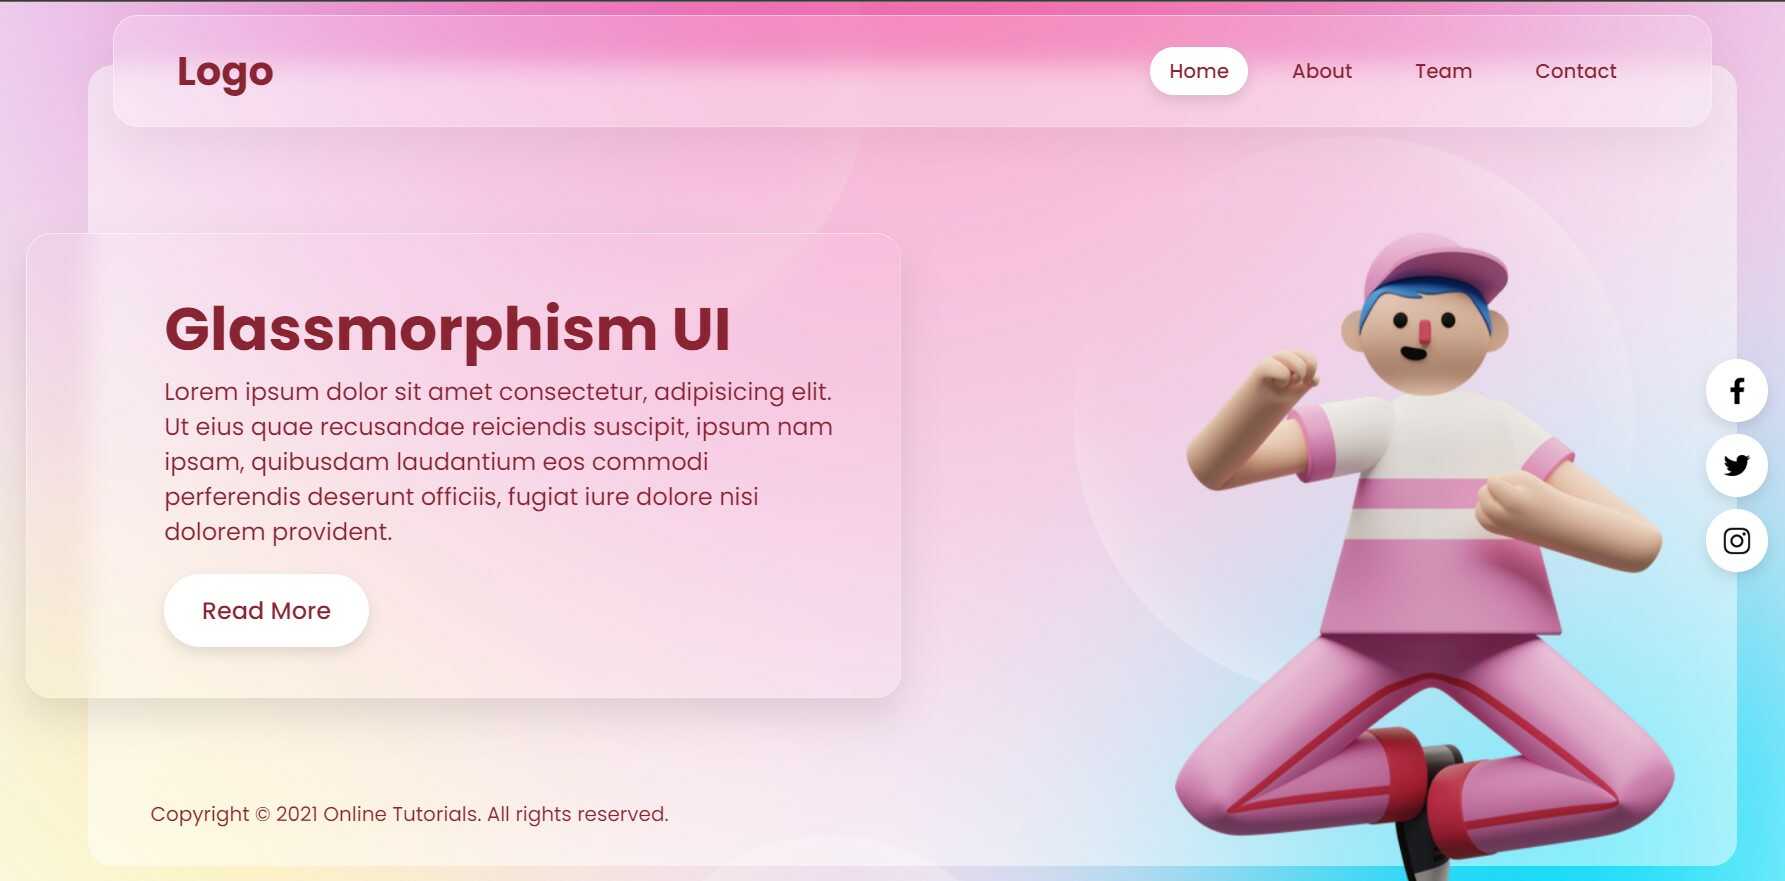 Logo
Home About Team Contact
Glassmorphism UI
Lorem ipsum dolor sit amet consectetur, adipisicing elit.
Ut eius quae recusandae reiciendis suscipit, ipsum nam
ipsam, quibusdam laudantium eos commodi
perferendis deserunt officiis, fugiat iure dolore nisi
dolorem provident.
Read More
Copyright © 2021 Online Tutorials. All rights reserved.